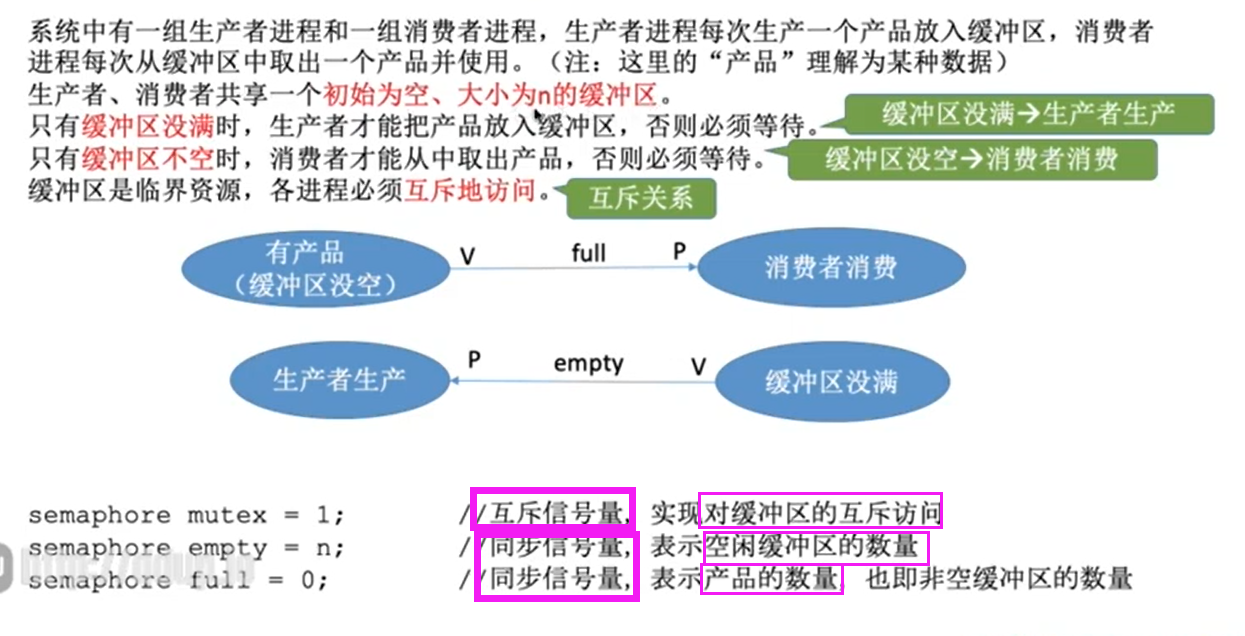 系统中有一组生产者进程和一组消费者进程，生产者进程每次生产一个产品放入缓冲区，消费者
进程每次从缓冲区中取出一个产品并使用。（注：这里的“产品”理解为某种数据）
生产者、消费者共享一个初始为空、大小为n的缓冲区。
只有缓冲区没满时，生产者才能把产品放入缓冲区，否则必须等待。 缓冲区没满→生产者生产
只有缓冲区不空时，消费者才能从中取出产品，否则必须等待。 缓冲区没空→消费者消费
缓冲区是临界资源，各进程必须互斥地访问。 互斥关系
有产品
（缓冲区没空）
V full P
消费者消费
生产者生产
P empty V
缓冲区没满
semaphore mutex = 1; //互斥信号量，实现对缓冲区的互斥访问
semaphore empty = n; //同步信号量，表示空闲缓冲区的数量
semaphore full = 0; //同步信号量，表示产品的数量，也即非空缓冲区的数量